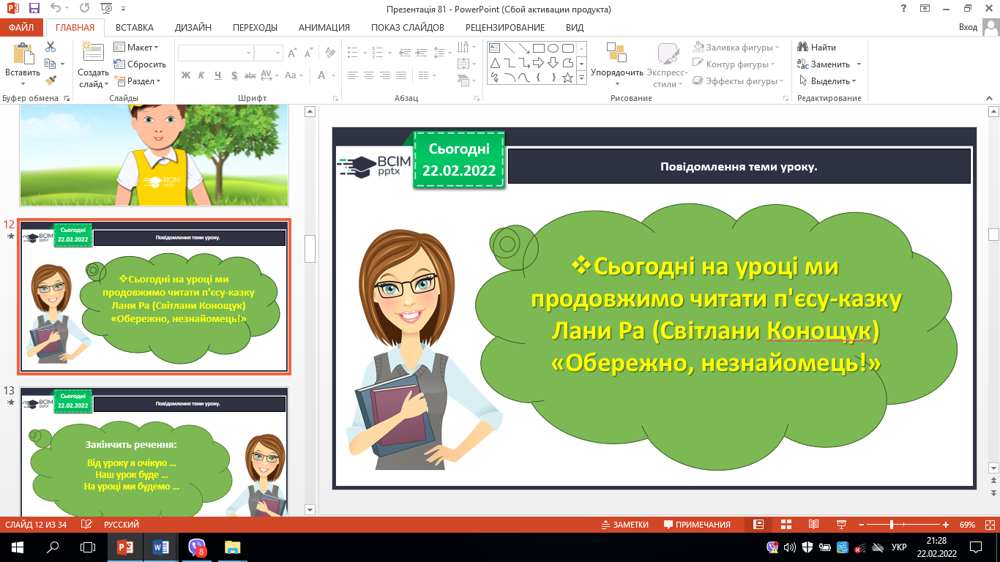 Презентація 81 - PowerPoint (Сбой активации продукта)
ФАЙЛ ГЛАВНАЯ ВСТАВКА ДИЗАЙН ПЕРЕХОДЫ АНИМАЦИЯ ПОКАЗ СЛАЙДОВ РЕЦЕНЗИРОВАНИЕ ВИД Вход
Вставить
Создать слайд
Макет
Сбросить
Раздел
Ж К Ч S abc AV Aa A
Упорядочить
Экспресс-стили
Заливка фигуры
Контур фигуры
Эффекты фигуры
Найти
Заменить
Выделить
Буфер обмена Слайды Шрифт Абзац Рисование Редактирование
BCIM
pptx
12
Сьогодні
22.02.2022
BCIM
pptx
Повідомлення теми уроку.
❖Сьогодні на уроці ми
продовжимо читати п'єсу-казку
Лани Ра (Світлани Конощук)
«Обережно, незнайомець!»
13
Сьогодні
22.02.2022
BCIM
pptx
Повідомлення теми уроку.
Закінчить речення:
Від уроку я очікую ...
Наш урок буде ...
На уроці ми будемо ...
Сьогодні
22.02.2022
BCIM
pptx
Повідомлення теми уроку.
❖Сьогодні на уроці ми
продовжимо читати п'єсу-казку
Лани Ра (Світлани Конощук)
«Обережно, незнайомець!»
СЛАЙД 12 ИЗ 34 РУССКИЙ ЗАМЕТКИ ПРИМЕЧАНИЯ 69%
8
УКР
21:28
22.02.2022